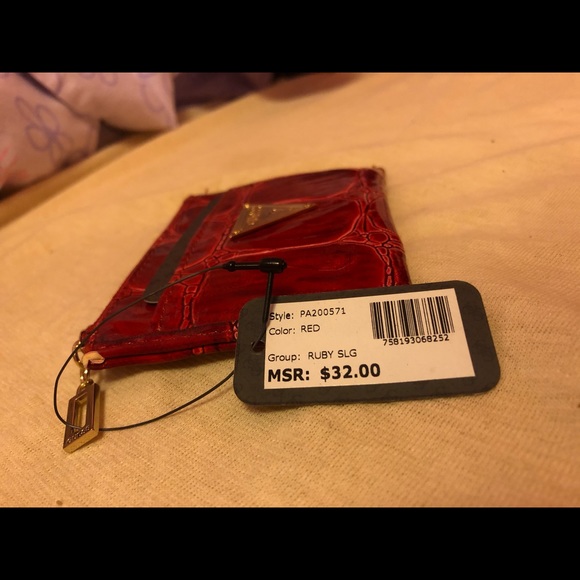 Style: PA200571
Color: RED
758193068252
Group: RUBY SLG
MSR: $32.00